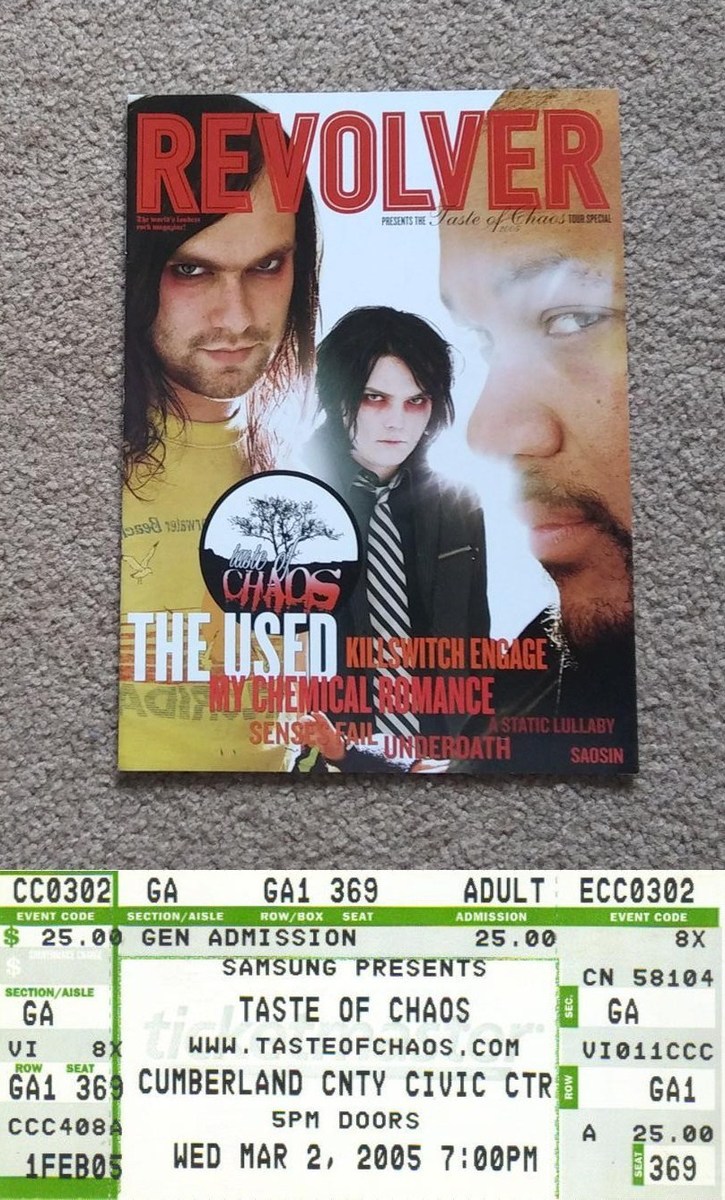 REVOLVER
The world's loudest
rock magazine!
PRESENTS THE Taste of Chaos TOUR SPECIAL
2005
taste of
CHAOS
THE USED
KILLSWITCH ENGAGE
MY CHEMICAL ROMANCE
SENSES FAIL
A STATIC LULLABY
UNDEROATH
SAOSIN
CC0302 GA GA1 369 ADULT ECC0302
EVENT CODE SECTION/AISLE ROW/BOX SEAT ADMISSION EVENT CODE
$ 25.00 GEN ADMISSION 25.00 8X
SAMSUNG PRESENTS
CN 58104
SECTION/AISLE
GA
TASTE OF CHAOS
SEC.
GA
VI 8X
WWW.TASTEOFCHAOS.COM
VI011CCC
ROW SEAT
GA1 369
CUMBERLAND CNTY CIVIC CTR
ROW
GA1
CCC408A
5PM DOORS
A 25.00
1FEB05
WED MAR 2, 2005 7:00PM
SEAT
369
ticketmaster